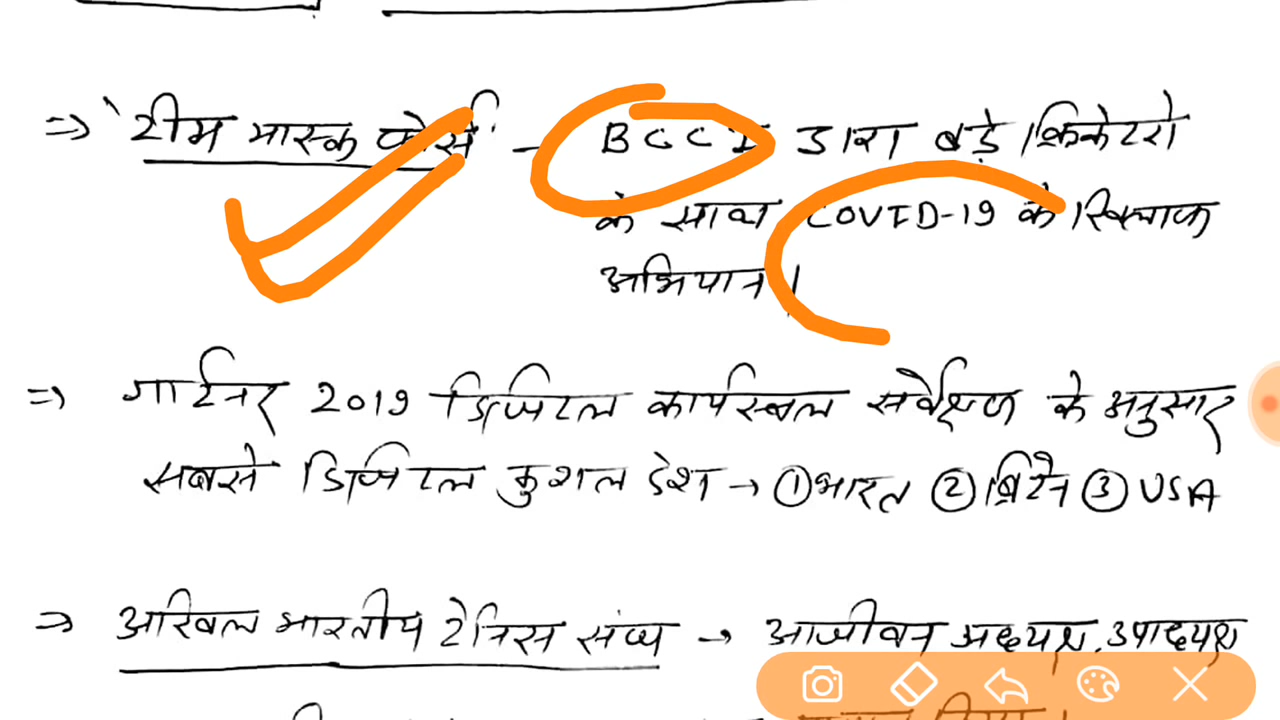 ⇒ 'टीम मास्क फोर्स' - BCCI द्वारा बड़े क्रिकेटरों
के साथ COVID-19 के खिलाफ
अभियान।
⇒ गार्टनर 2019 डिजिटल कार्यस्थल सर्वेक्षण के अनुसार
सबसे डिजिटल कुशल देश → ① भारत ② ब्रिटेन ③ USA
⇒ अखिल भारतीय टेनिस संघ → आजीवन अध्यक्ष, उपाध्यक्ष